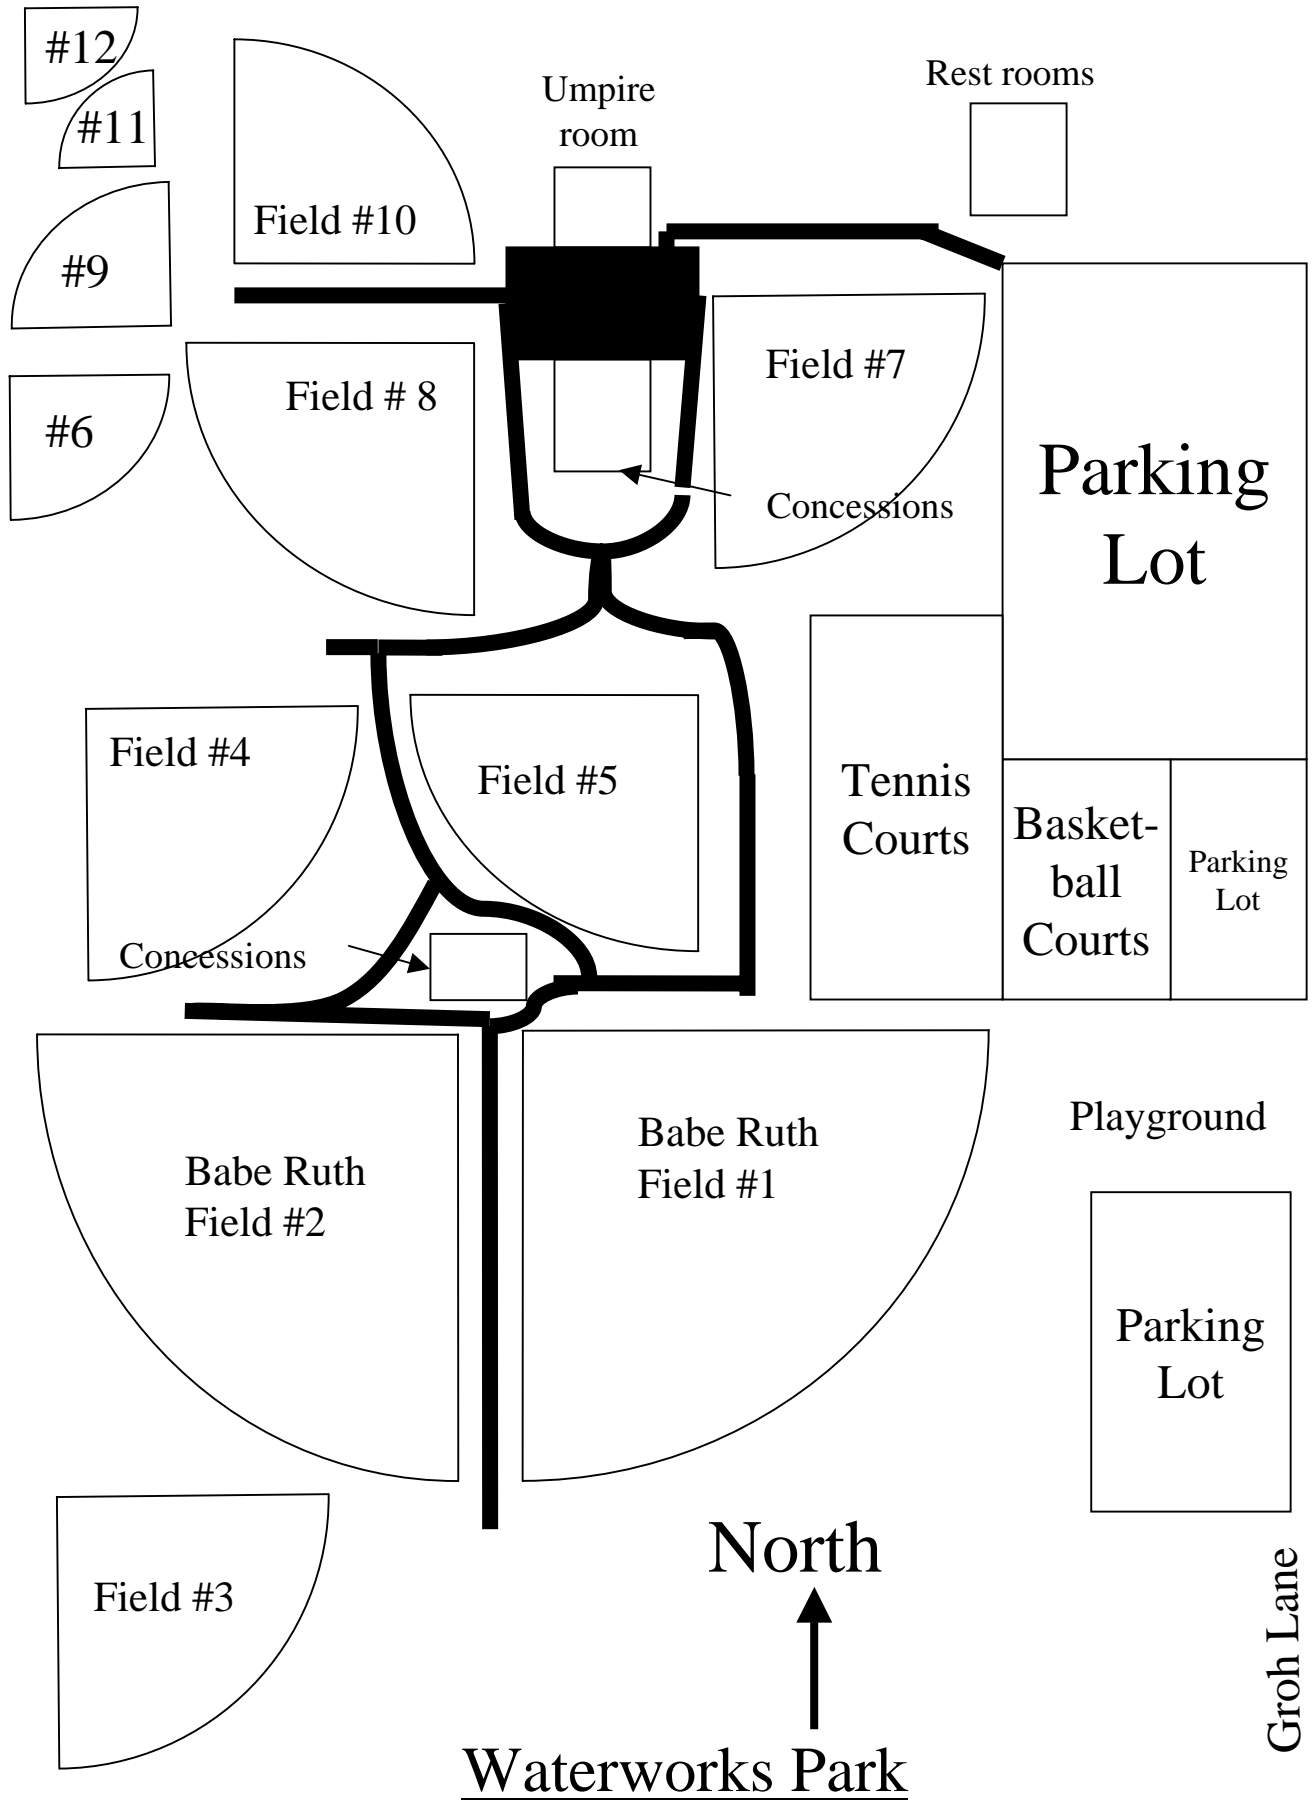 #12
Umpire
room
Rest rooms
#11
Field #10
#9
Field #7
Field # 8
#6
Parking
Lot
Concessions
Field #4
Field #5
Tennis
Courts
Basket-
ball
Courts
Parking
Lot
Concessions
Babe Ruth
Field #2
Babe Ruth
Field #1
Playground
Parking
Lot
North
Field #3
Groh Lane
Waterworks Park